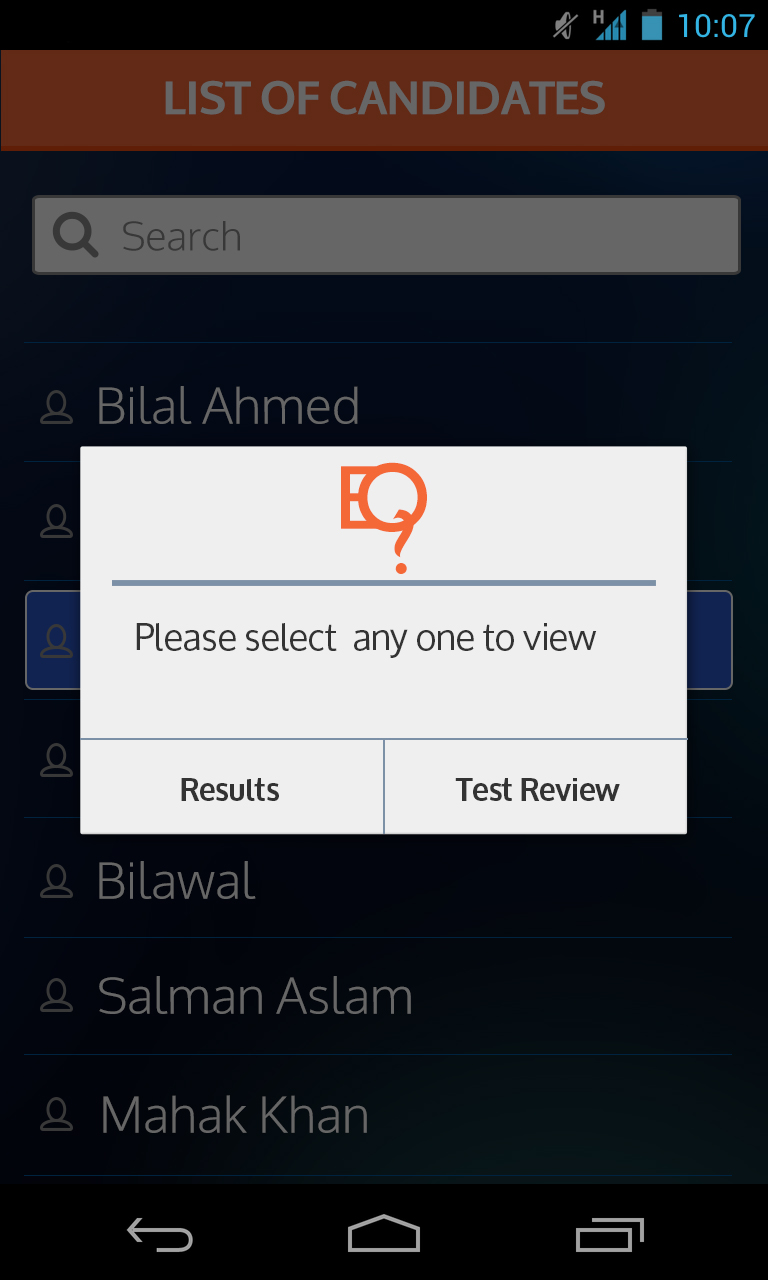 H 10:07
LIST OF CANDIDATES
Search
Bilal Ahmed
EQ?
Please select any one to view
Results Test Review
Bilawal
Salman Aslam
Mahak Khan